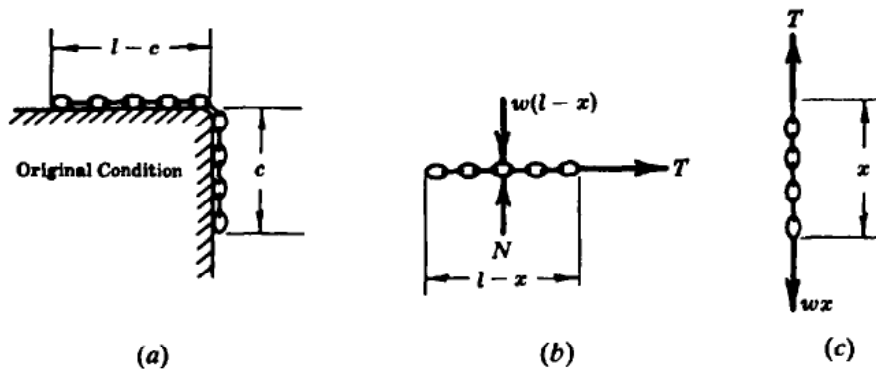 l − c
Original Condition
c
(a)
w(l − x)
T
N
l − x
(b)
T
x
wx
(c)